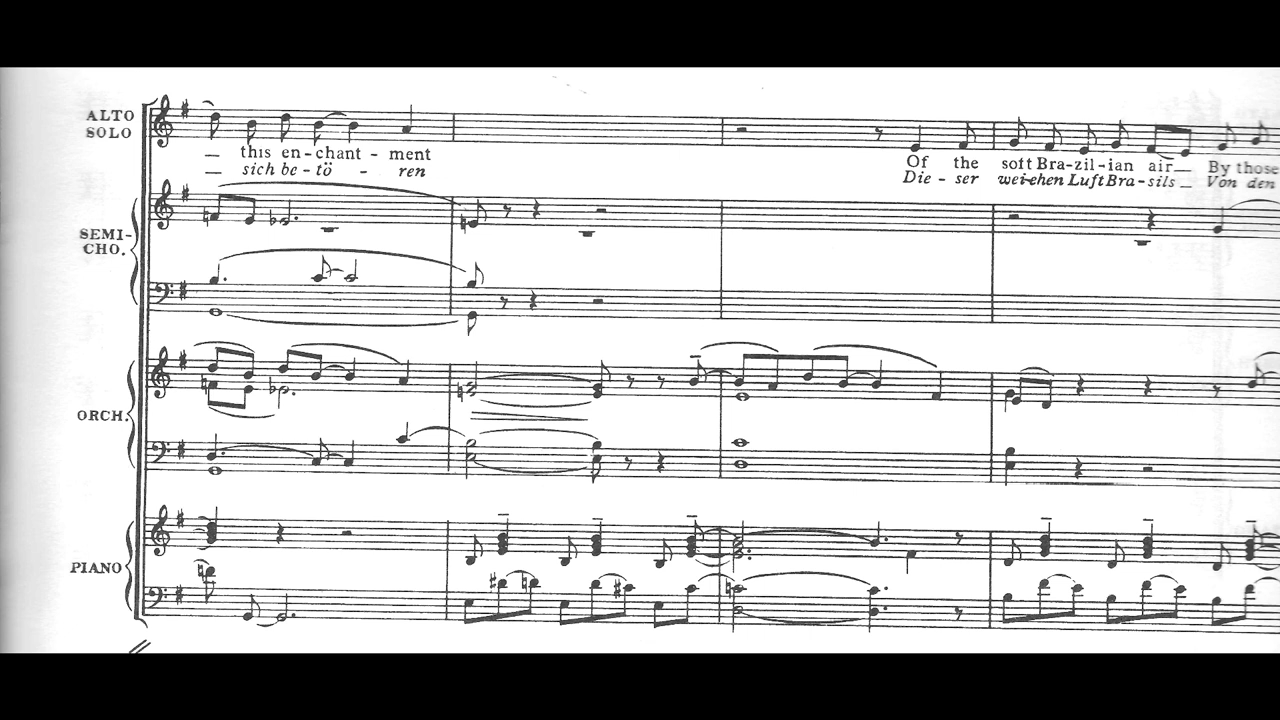 ALTO
SOLO
this en-chant-ment
sich be-tö-ren
Of the soft Bra-zil-ian air By those
Die-ser wei-chen Luft Bra-sils Von den
SEMI-
CHO.
ORCH.
PIANO